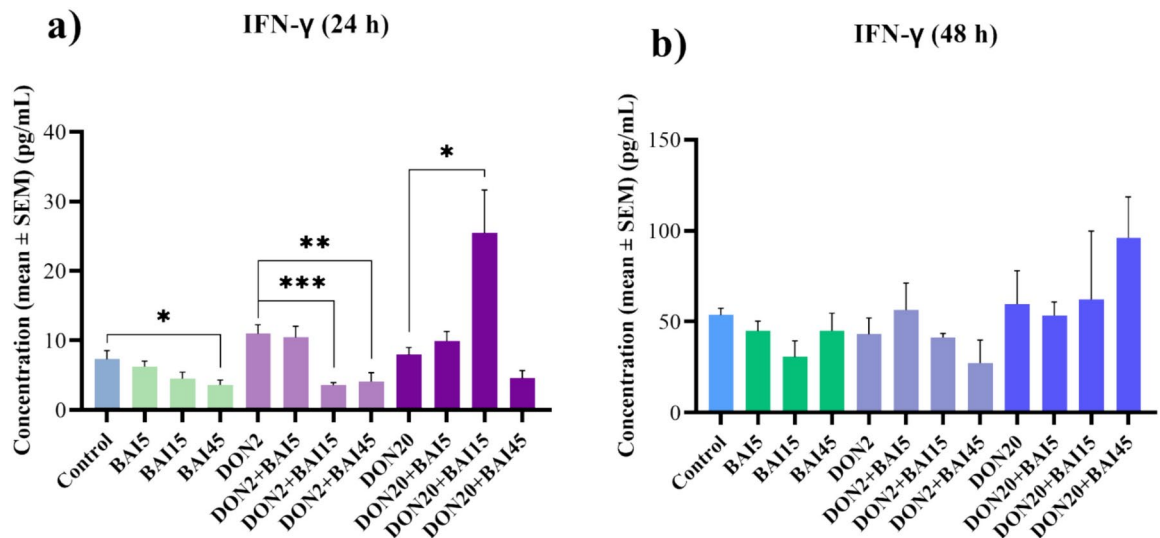 a)
IFN-γ (24 h)
Concentration (mean ± SEM) (pg/mL)
40
30
20
10
0
*
**
***
*
Control
BAI5
BAI15
BAI45
DON2
DON2+BAI5
DON2+BAI15
DON2+BAI45
DON20
DON20+BAI5
DON20+BAI15
DON20+BAI45
b)
IFN-γ (48 h)
Concentration (mean ± SEM) (pg/mL)
150
100
50
0
Control
BAI5
BAI15
BAI45
DON2
DON2+BAI5
DON2+BAI15
DON2+BAI45
DON20
DON20+BAI5
DON20+BAI15
DON20+BAI45